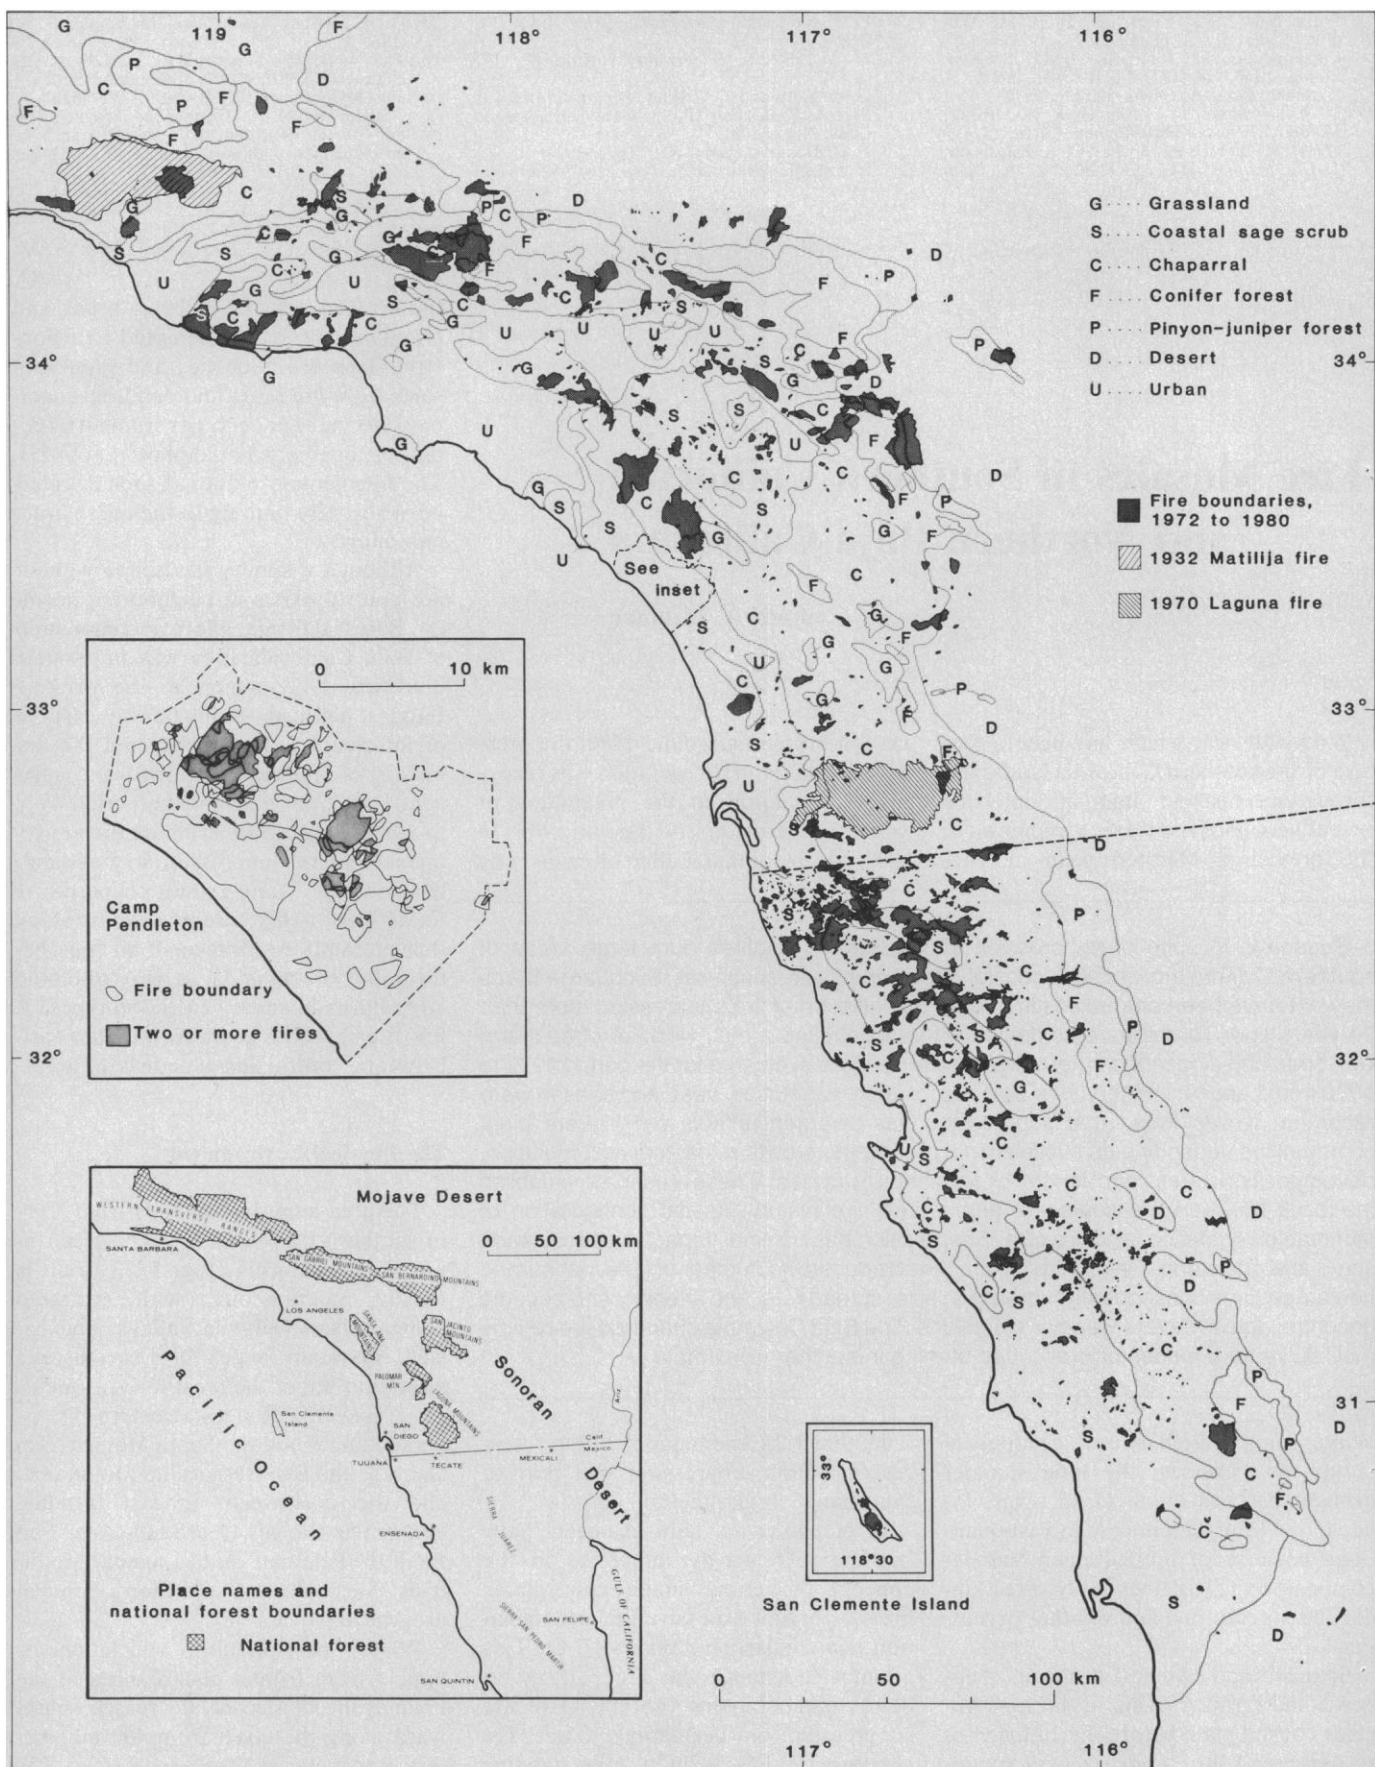 119° 118° 117° 116°
G G F
P D
C
F P F
F F
C
G S G
P C P D
S S G C F
C G C F
U G U S C
S C C G
G
34°
G
U
G S S
U
G ···· Grassland
S ···· Coastal sage scrub
C ···· Chaparral
F ···· Conifer forest
P ···· Pinyon-juniper forest
D ···· Desert
U ···· Urban
34°
Fire boundaries,
1972 to 1980
1932 Matilija fire
1970 Laguna fire
D
F P
C S
U U U U
F
P
S C
G D
G
S S C
U F
C
C F D
P
C S
C G G F
See
inset
F C
S C G F
U G G
C P
G F D
33°
33°
S C F
U
S C
D
0 10 km
Camp
Pendleton
Fire boundary
Two or more fires
C
S P
S
C C
F
P D
S S C
C F
G
32°
32°
C
U S
C C
D D
C
S
C S
D P
C
P
F
31°
S P D
C
F
C
S
D
Mojave Desert
0 50 100 km
WESTERN TRANSVERSE RANGES
SANTA BARBARA
SAN GABRIEL MOUNTAINS
SAN BERNARDINO MOUNTAINS
LOS ANGELES
SANTA ANA
MOUNTAINS
SAN JACINTO
MOUNTAINS
PALOMAR
MTN
LAGUNA MOUNTAINS
Sonoran
Desert
Pacific Ocean
San Clemente
Island
SAN
DIEGO
Calif
Mexico
TIJUANA
TECATE
MEXICALI
SIERRA JUAREZ
ENSENADA
GULF OF CALIFORNIA
SAN FELIPE
SIERRA SAN PEDRO MARTIR
SAN QUINTIN
Place names and
national forest boundaries
National forest
33°
118°30
San Clemente Island
0 50 100 km
117° 116°